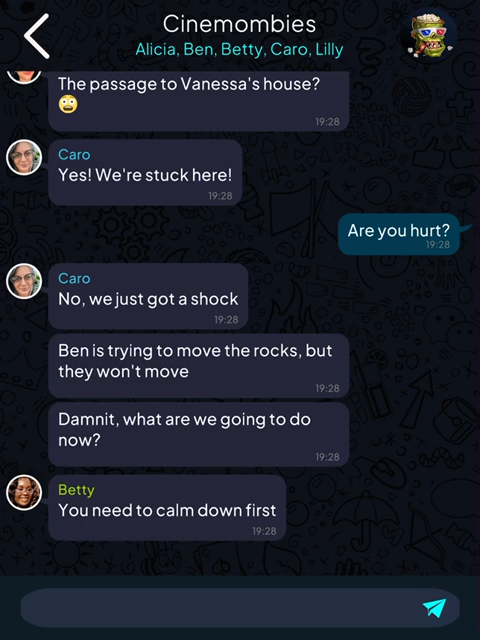 Cinemombies
Alicia, Ben, Betty, Caro, Lilly
The passage to Vanessa's house?
😨
19:28
Caro
Yes! We're stuck here!
19:28
Are you hurt?
19:28
Caro
No, we just got a shock
19:28
Ben is trying to move the rocks, but
they won't move
19:28
Damnit, what are we going to do
now?
19:28
Betty
You need to calm down first
19:28